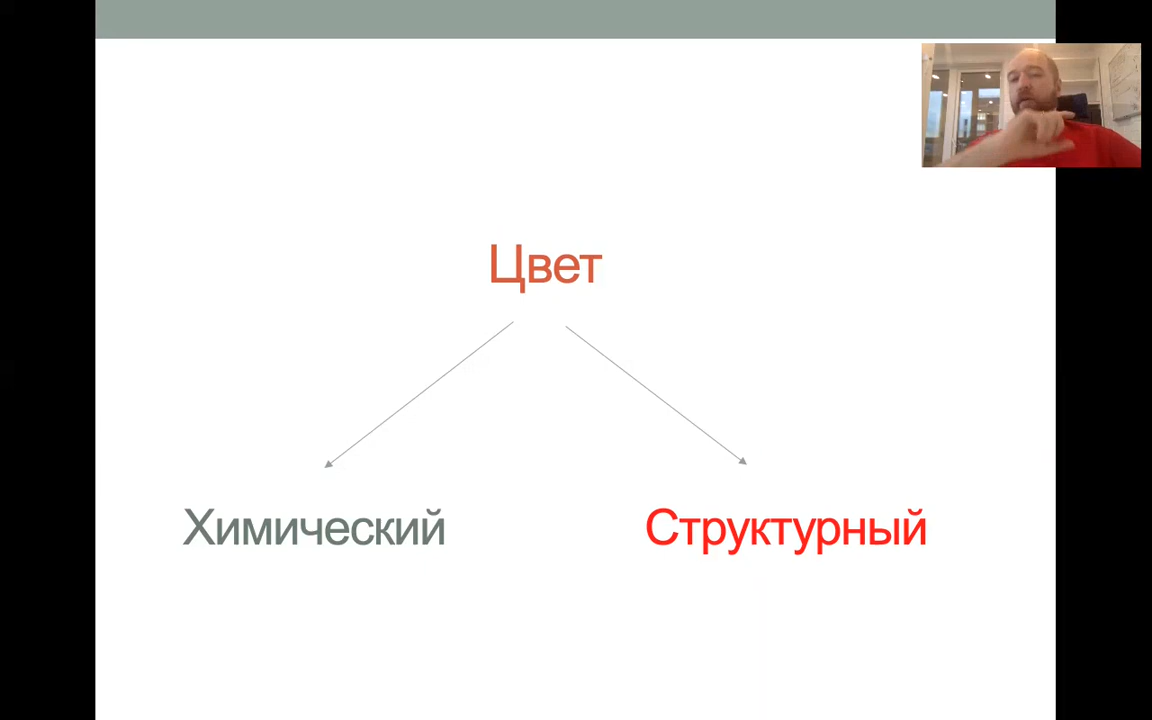 Цвет
Химический
Структурный